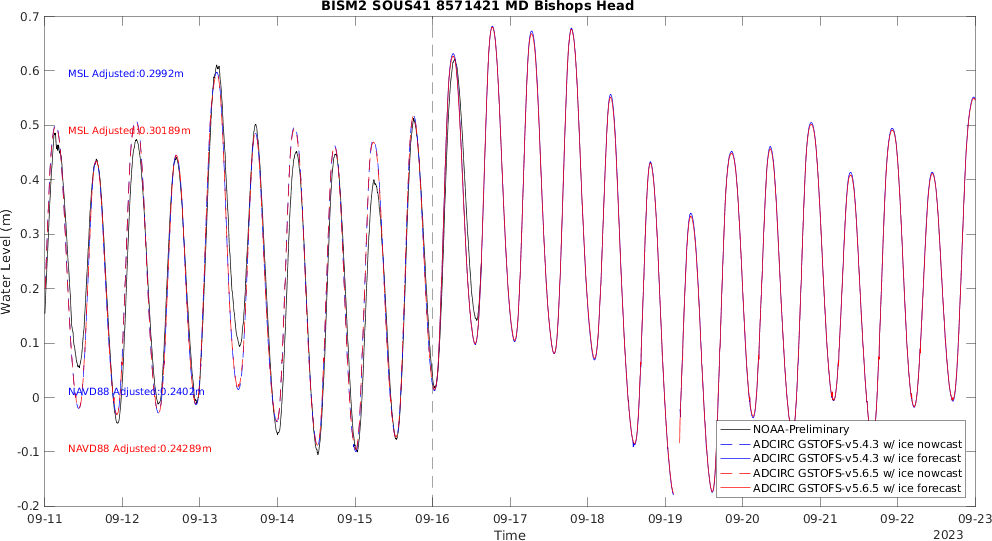 BISM2 SOUS41 8571421 MD Bishops Head
0.7
0.6
0.5
0.4
0.3
0.2
0.1
0
-0.1
-0.2
Water Level (m)
MSL Adjusted:0.2992m
MSL Adjusted:0.30189m
NAVD88 Adjusted:0.2402m
NAVD88 Adjusted:0.24289m
NOAA-Preliminary
ADCIRC GSTOFS-v5.4.3 w/ ice nowcast
ADCIRC GSTOFS-v5.4.3 w/ ice forecast
ADCIRC GSTOFS-v5.6.5 w/ ice nowcast
ADCIRC GSTOFS-v5.6.5 w/ ice forecast
09-11 09-12 09-13 09-14 09-15 09-16 09-17 09-18 09-19 09-20 09-21 09-22 09-23
Time
2023